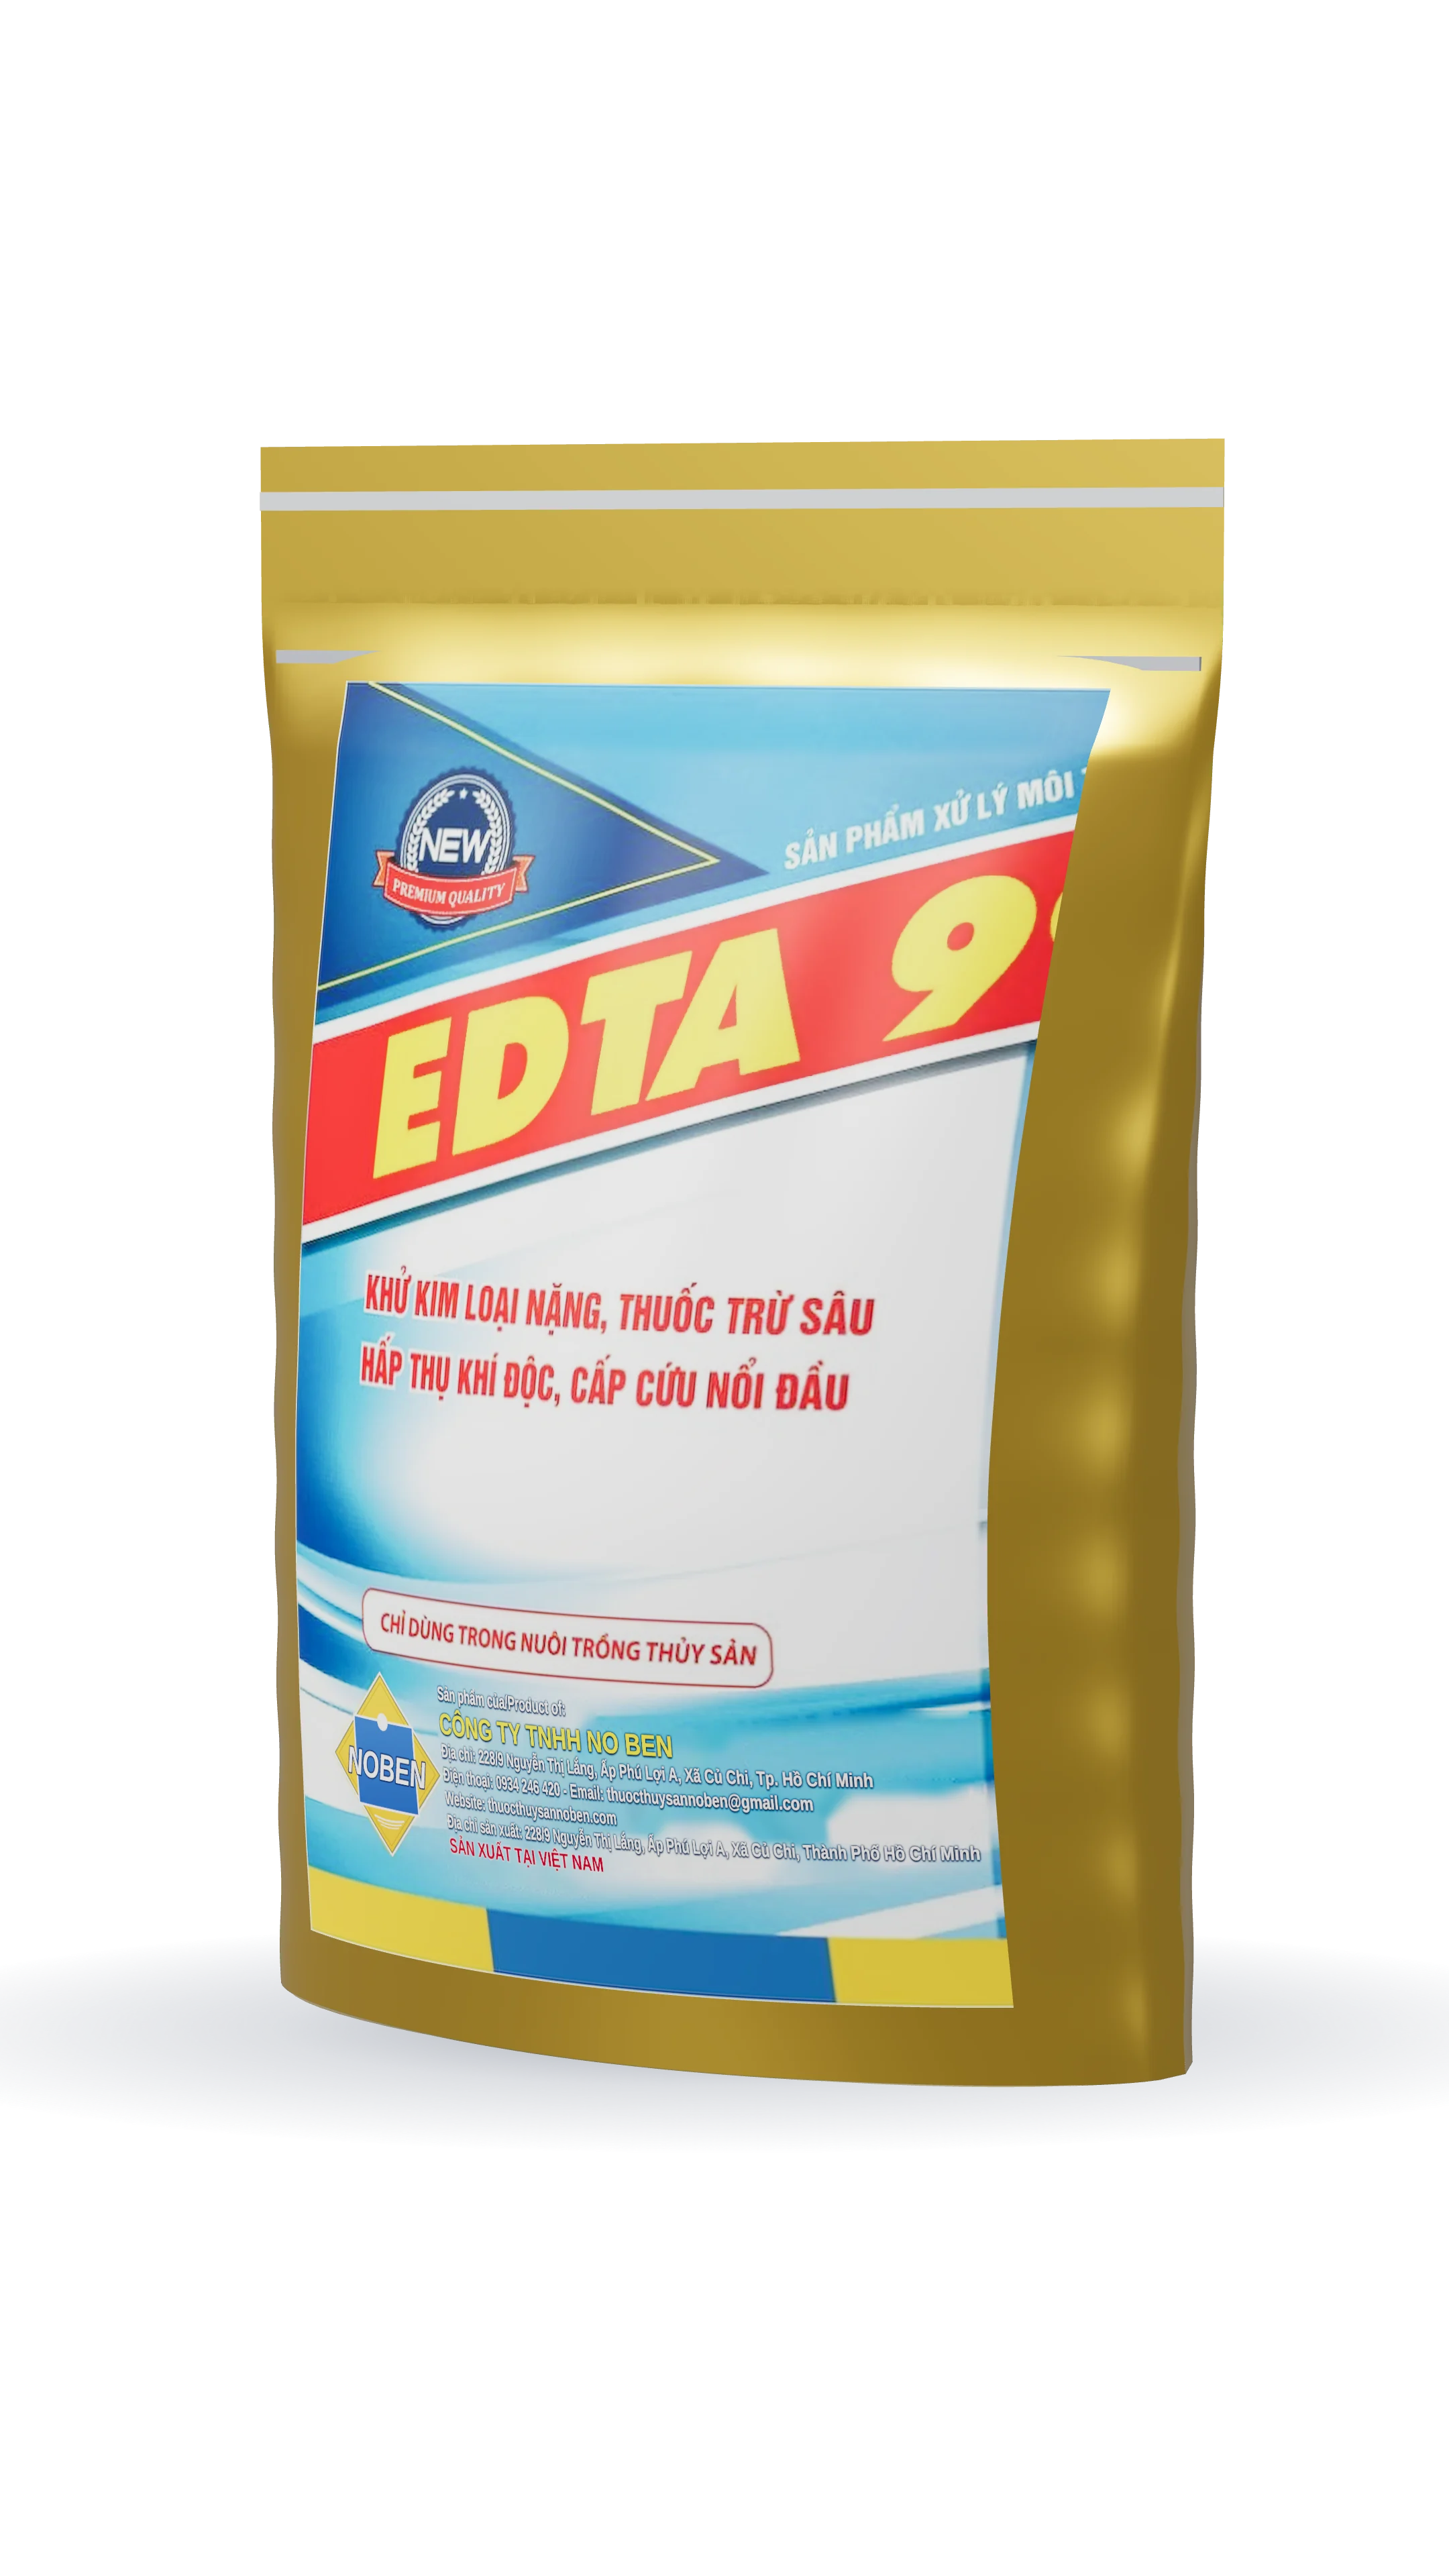 NEW
PREMIUM QUALITY
SẢN PHẨM XỬ LÝ MÔI
EDTA 9
KHỬ KIM LOẠI NẶNG, THUỐC TRỪ SÂU
HẤP THỤ KHÍ ĐỘC, CẤP CỨU NỔI ĐẦU
CHỈ DÙNG TRONG NUÔI TRỒNG THỦY SẢN
NOBEN
Sản phẩm của/Product of:
CÔNG TY TNHH NO BEN
Địa chỉ: 228/9 Nguyễn Thị Lắng, Ấp Phú Lợi A, Xã Củ Chi, Tp. Hồ Chí Minh
Điện thoại: 0934 246 420 - Email: thuocthuysannoben@gmail.com
Website: thuocthuysannoben.com
Địa chỉ sản xuất: 228/9 Nguyễn Thị Lắng, Ấp Phú Lợi A, Xã Củ Chi, Thành Phố Hồ Chí Minh
SẢN XUẤT TẠI VIỆT NAM